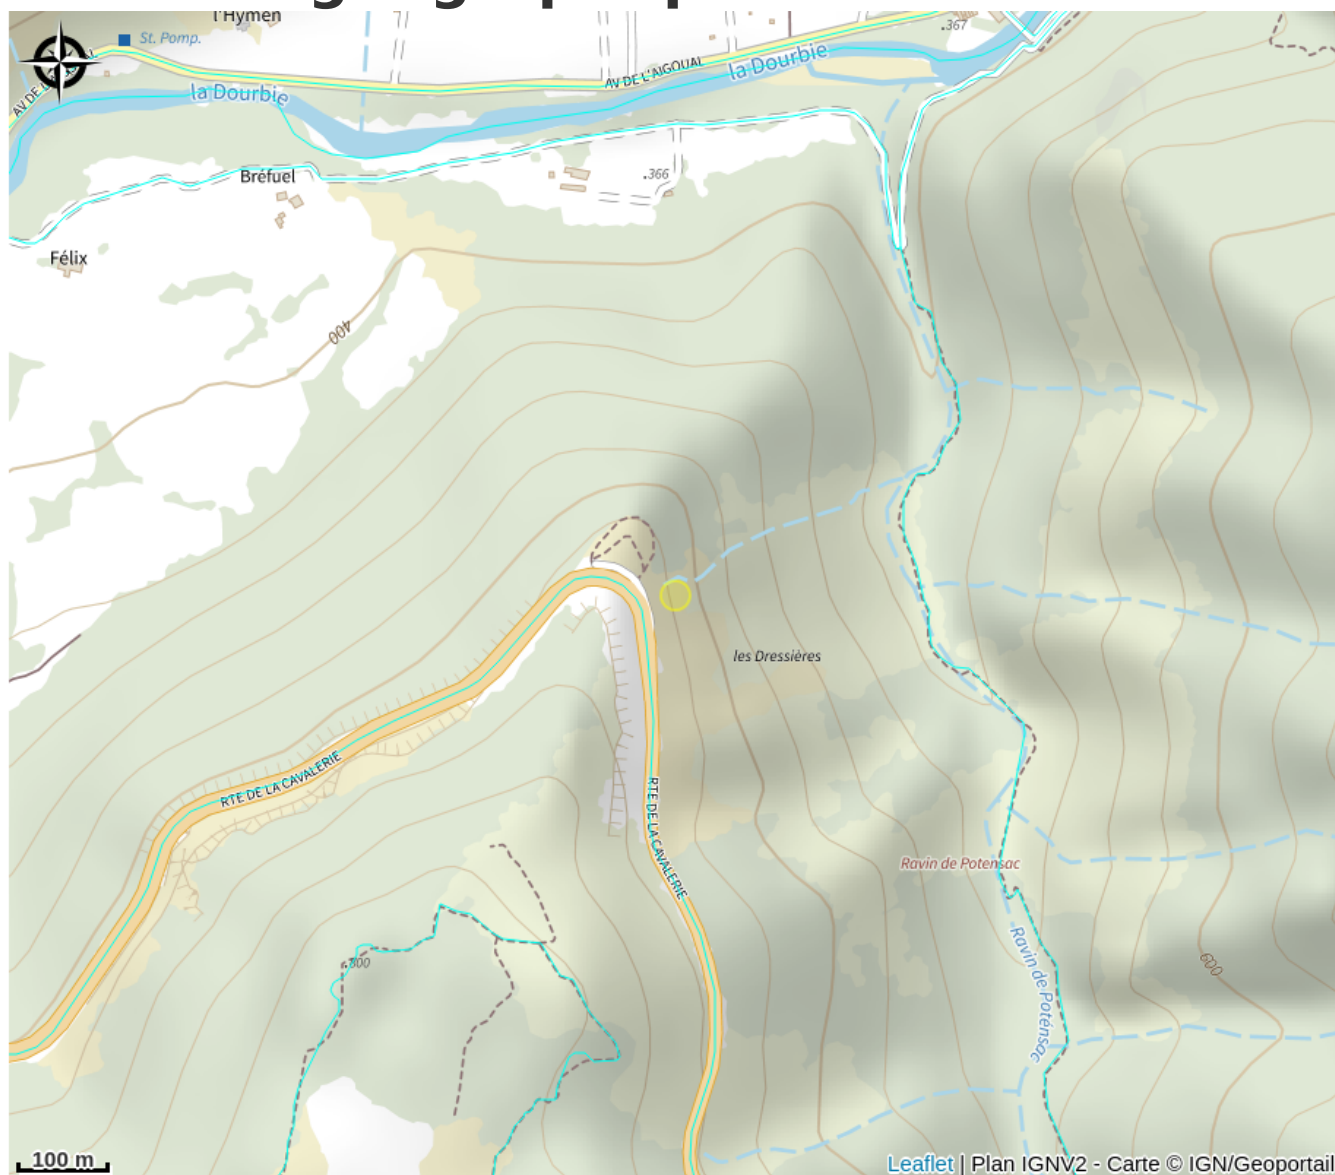 l'Hymen
St. Pomp.
.367
AV DE L'AIGOUAL
la Dourbie
la Dourbie
.366
Bréfuel
Félix
400
les Dressières
RTE DE LA CAVALERIE
RTE DE LA CAVALERIE
Ravin de Potensac
600
Ravin de Poténsac
100 m
Leaflet | Plan IGNV2 - Carte © IGN/Geoportail